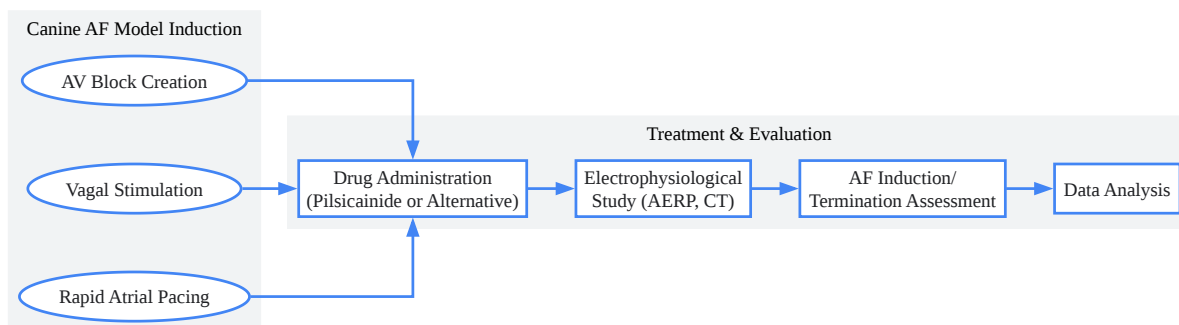 Canine AF Model Induction
AV Block Creation
Vagal Stimulation
Rapid Atrial Pacing
Treatment & Evaluation
Drug Administration
(Pilsicainide or Alternative)
Electrophysiological
Study (AERP, CT)
AF Induction/
Termination Assessment
Data Analysis